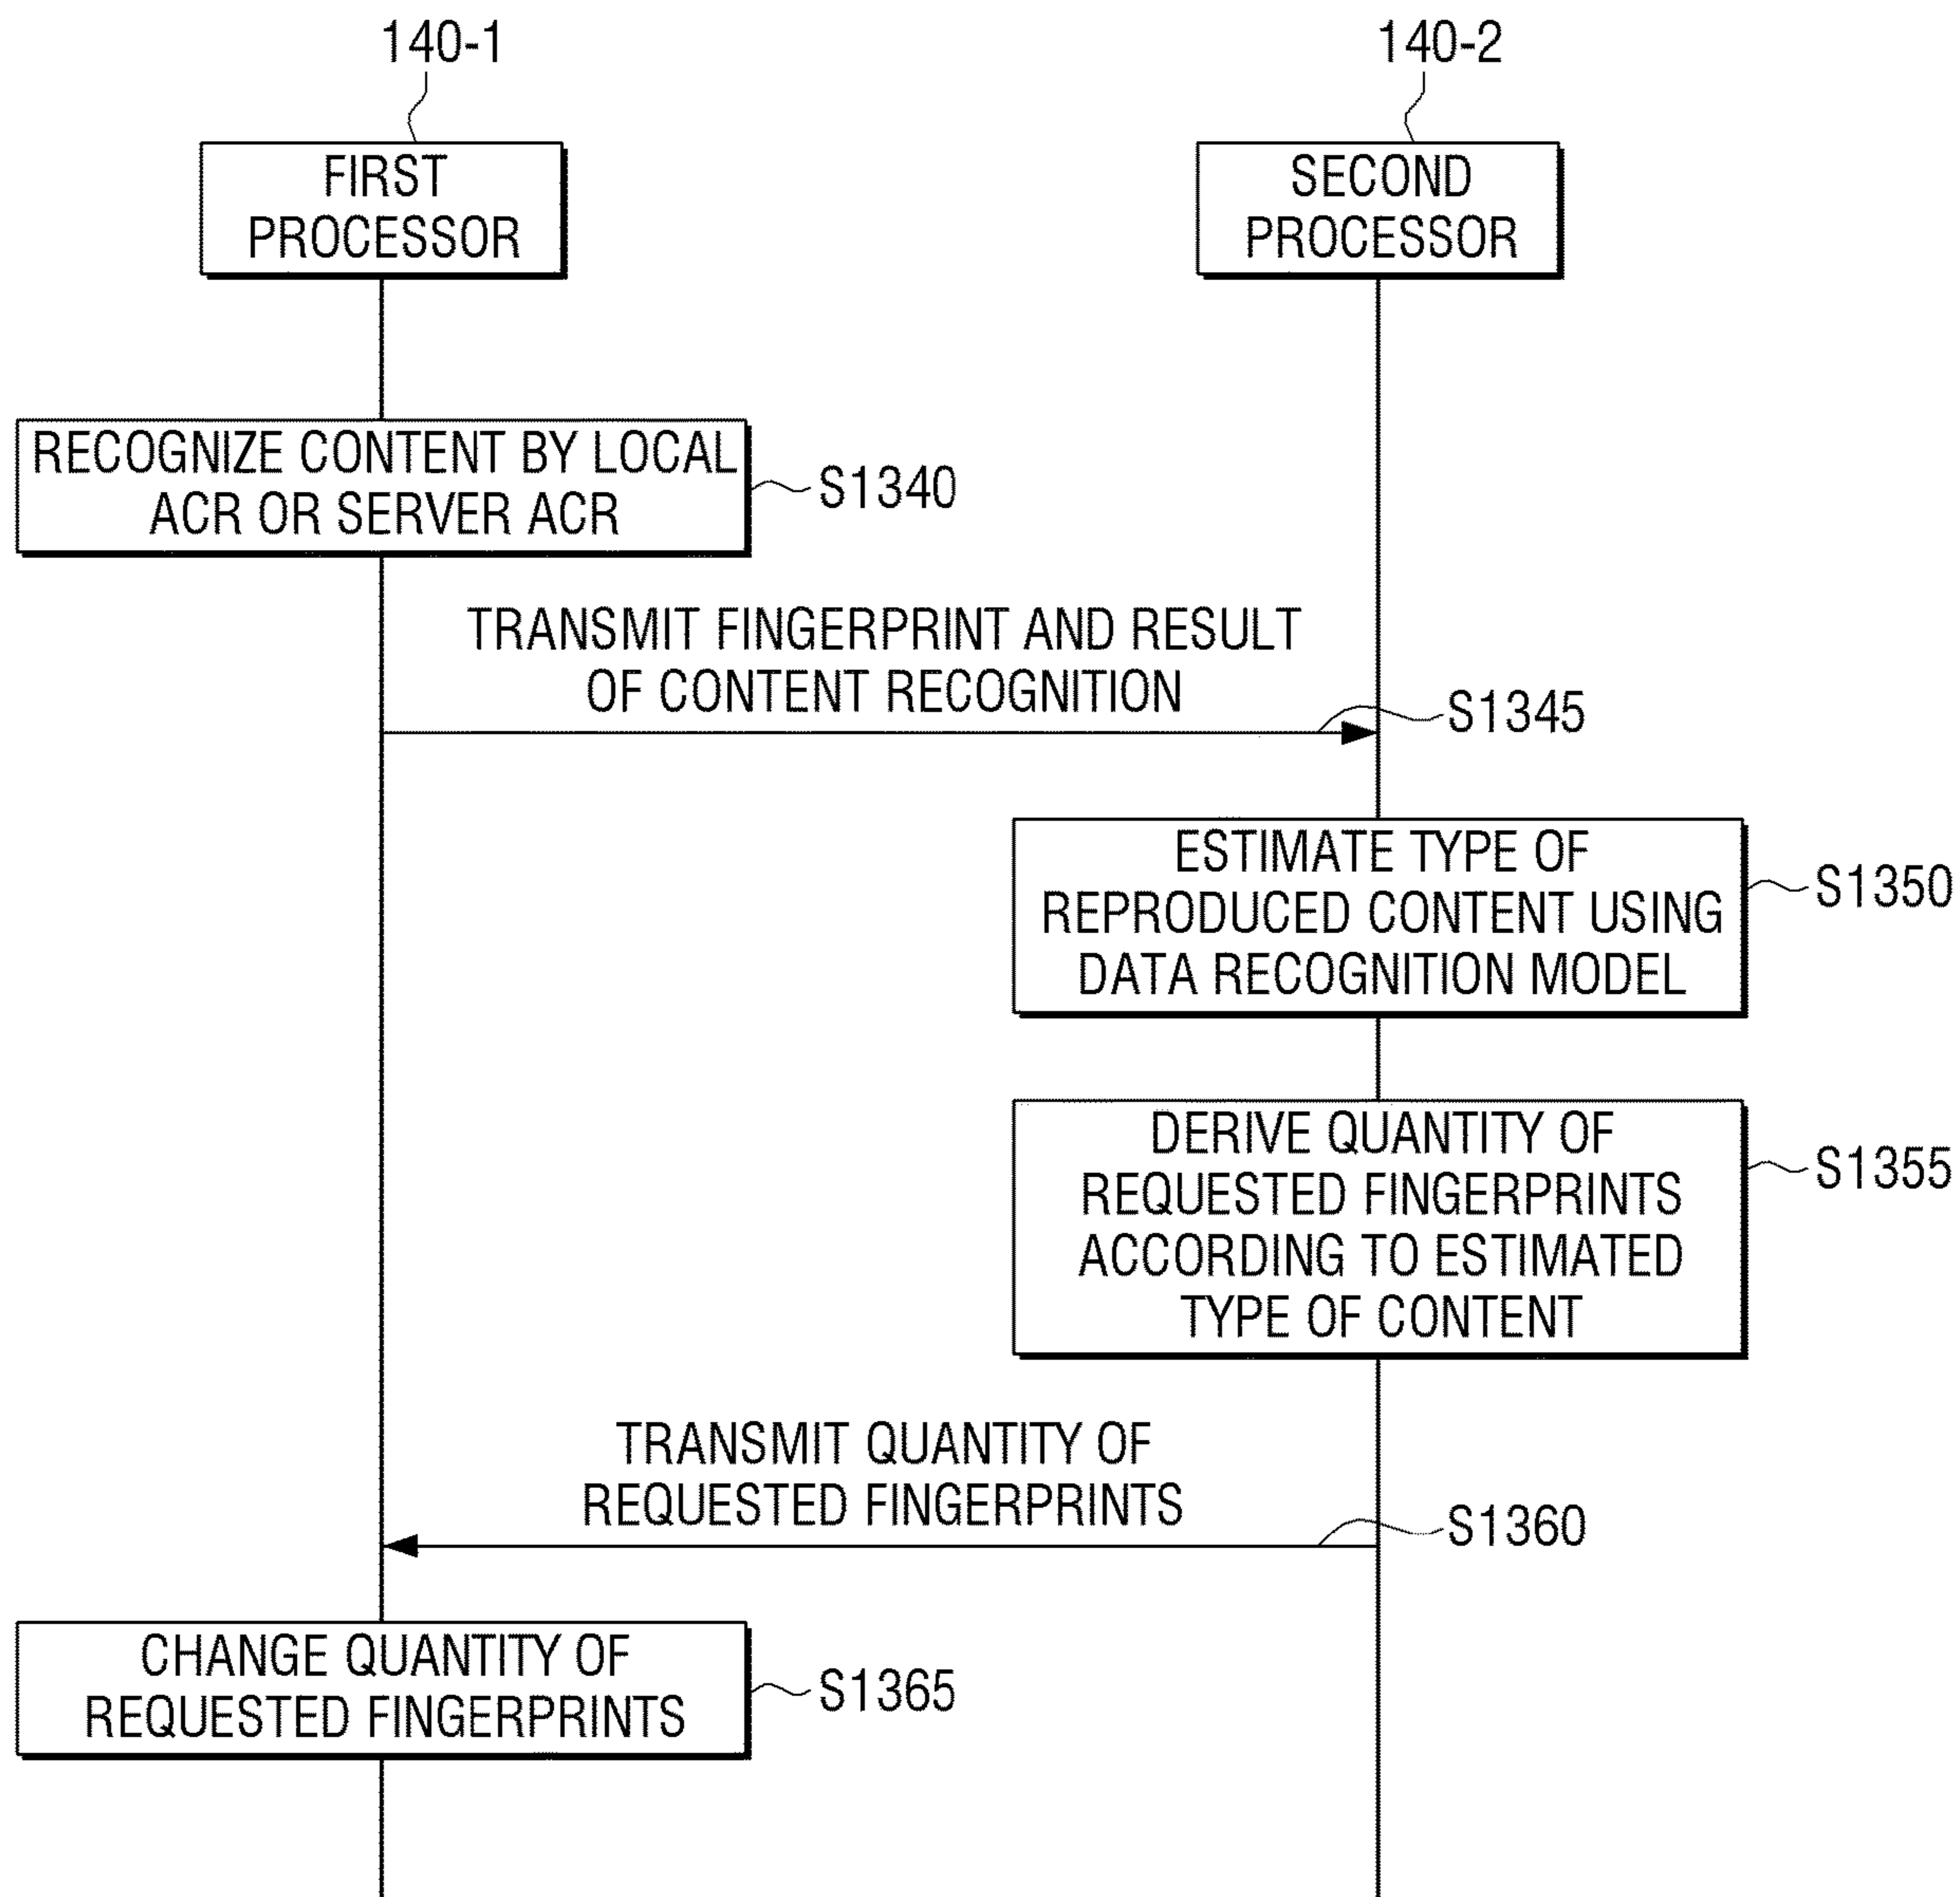 140-1
140-2
FIRST
PROCESSOR
SECOND
PROCESSOR
RECOGNIZE CONTENT BY LOCAL
ACR OR SERVER ACR
S1340
TRANSMIT FINGERPRINT AND RESULT
OF CONTENT RECOGNITION
S1345
ESTIMATE TYPE OF
REPRODUCED CONTENT USING
DATA RECOGNITION MODEL
S1350
DERIVE QUANTITY OF
REQUESTED FINGERPRINTS
ACCORDING TO ESTIMATED
TYPE OF CONTENT
S1355
TRANSMIT QUANTITY OF
REQUESTED FINGERPRINTS
S1360
CHANGE QUANTITY OF
REQUESTED FINGERPRINTS
S1365